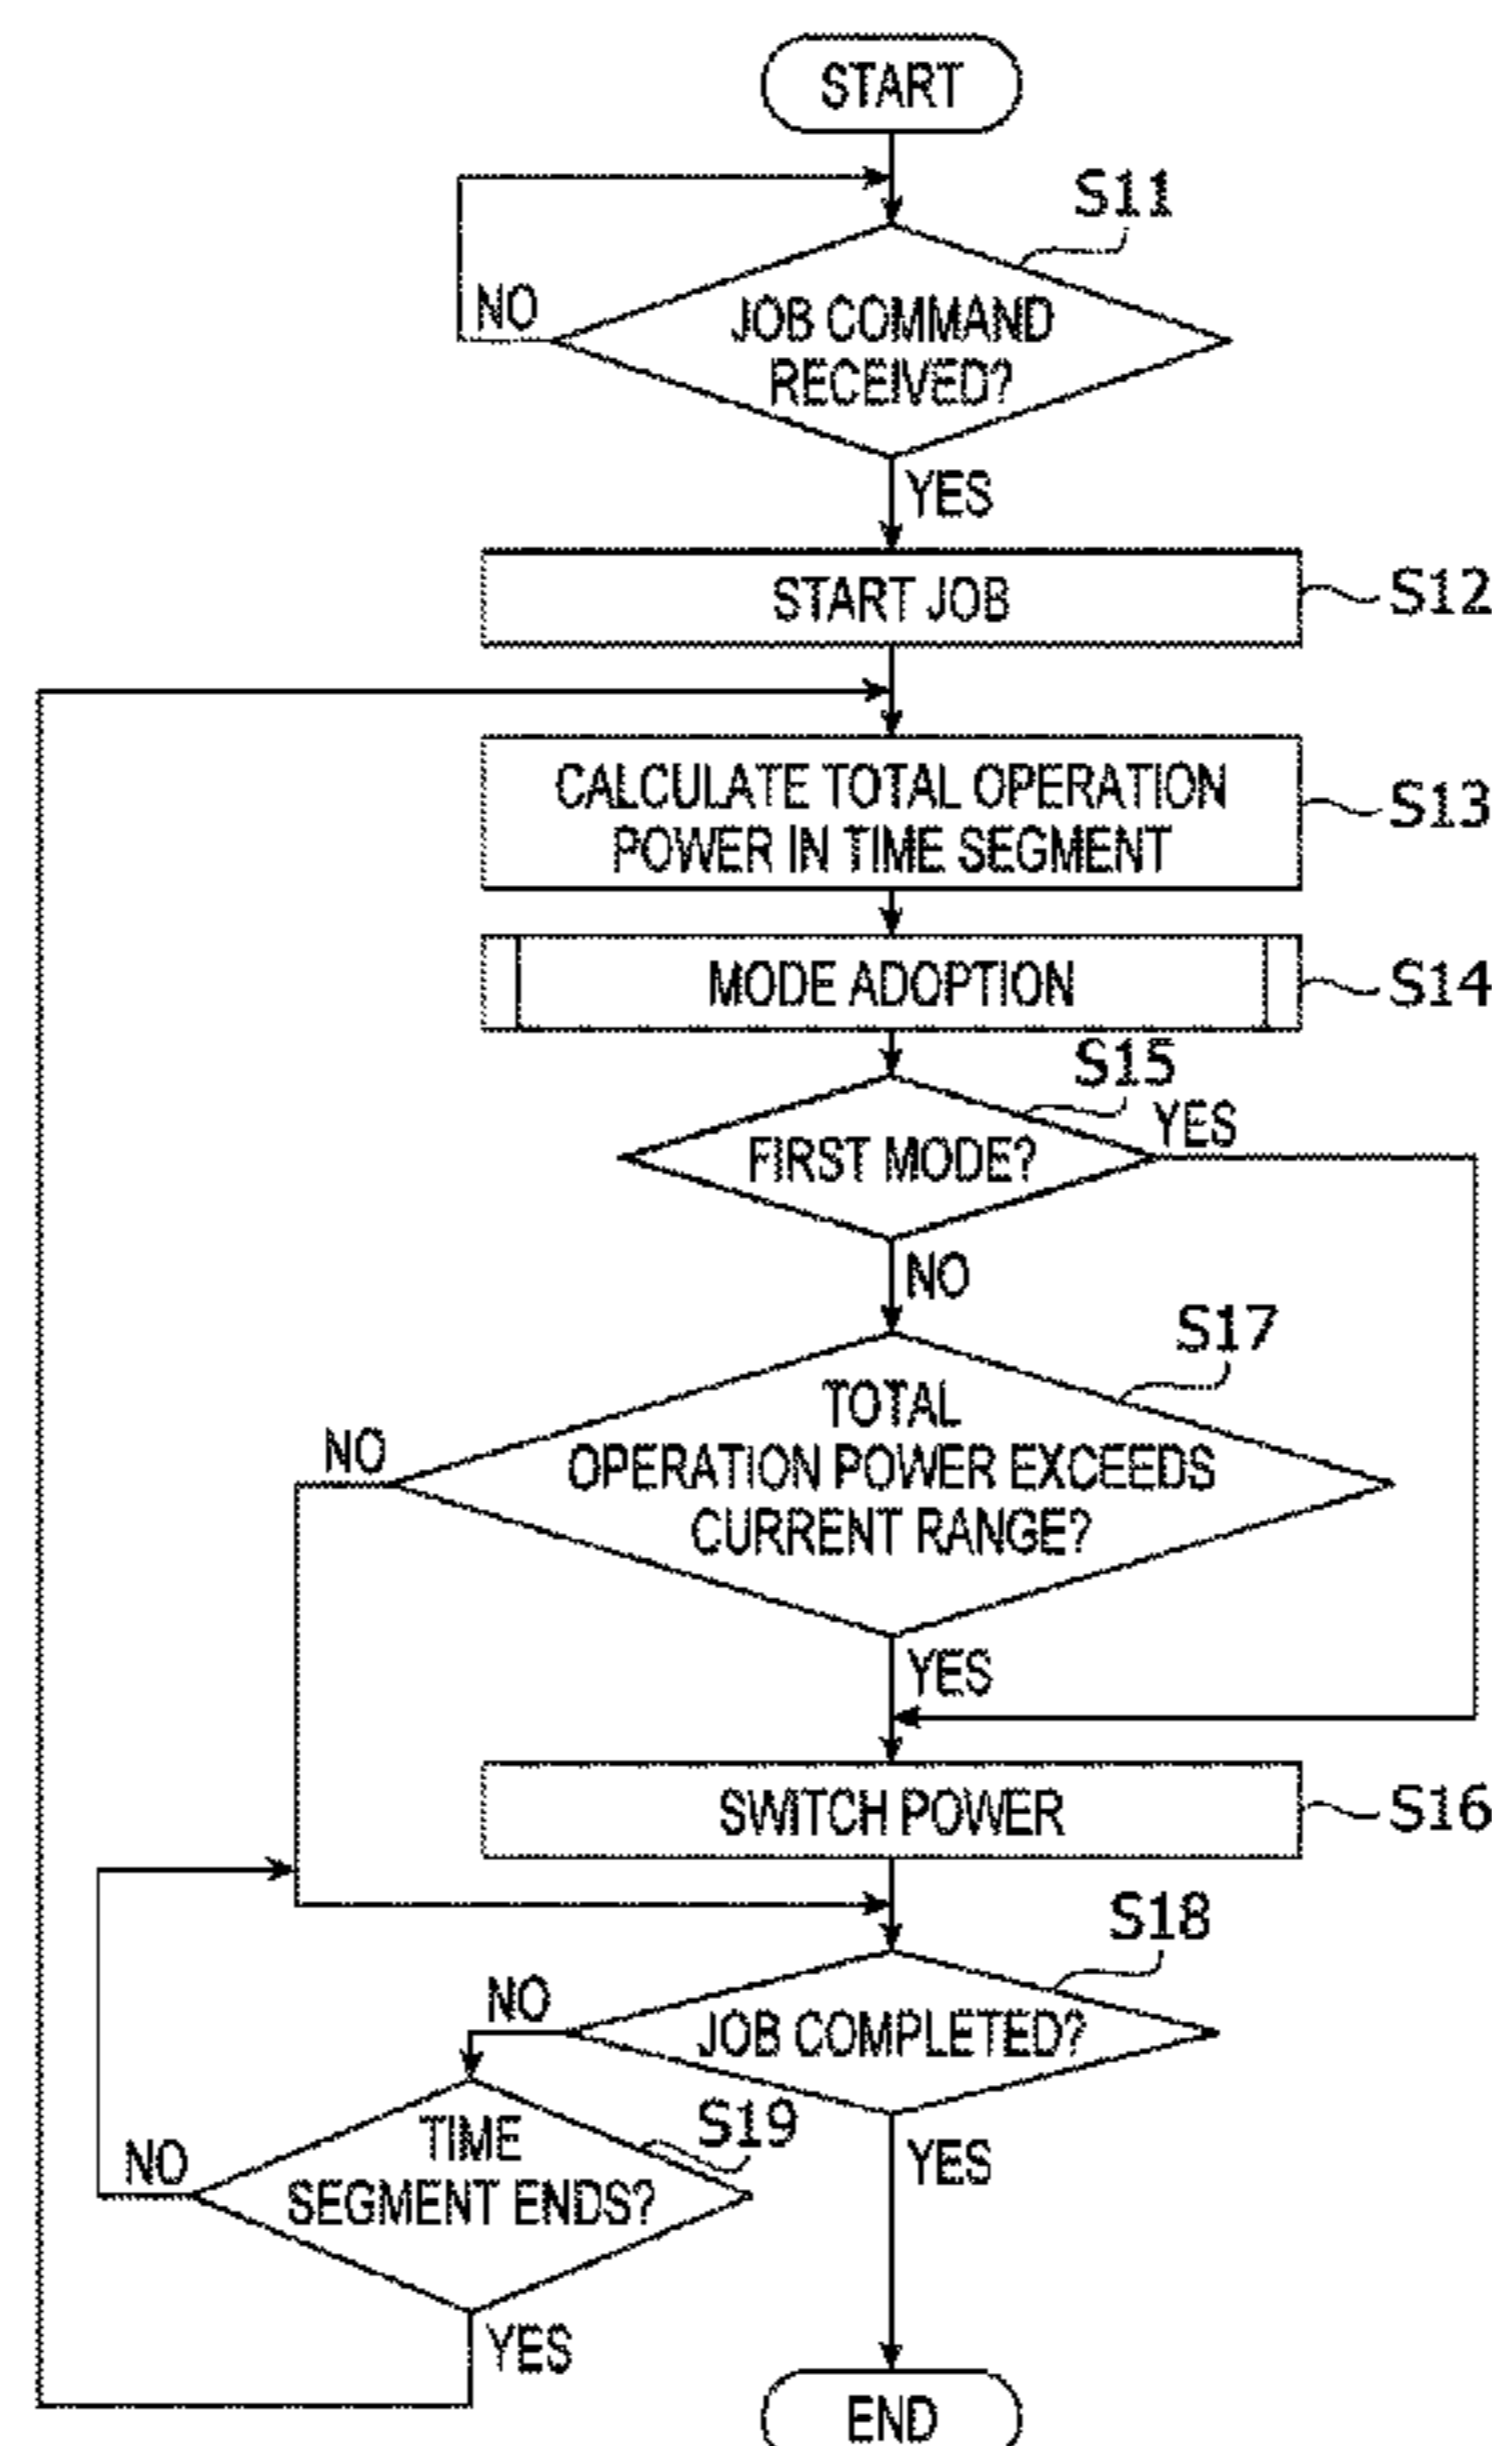 START
S11
NO
JOB COMMAND
RECEIVED?
YES
START JOB
S12
CALCULATE TOTAL OPERATION
POWER IN TIME SEGMENT
S13
MODE ADOPTION
S14
S15
YES
FIRST MODE?
NO
S17
TOTAL
NO
OPERATION POWER EXCEEDS
CURRENT RANGE?
YES
SWITCH POWER
S16
S18
NO
JOB COMPLETED?
S19
TIME
NO
SEGMENT ENDS?
YES
YES
END